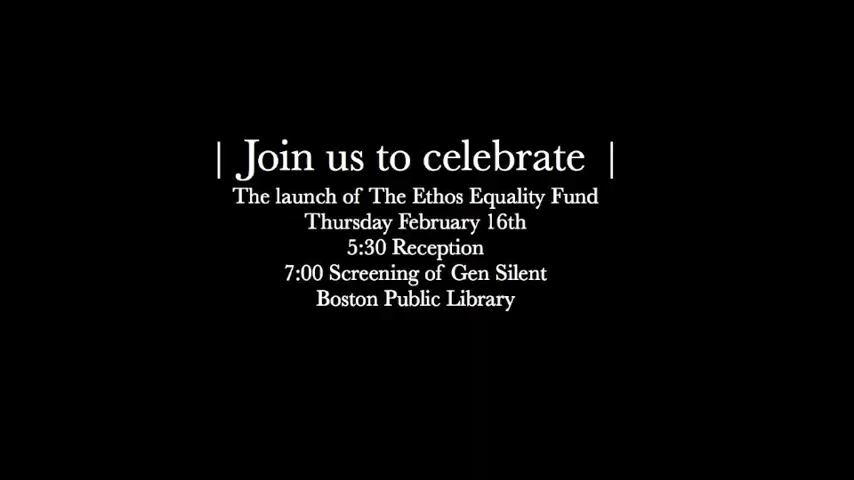 | Join us to celebrate |
The launch of The Ethos Equality Fund
Thursday February 16th
5:30 Reception
7:00 Screening of Gen Silent
Boston Public Library